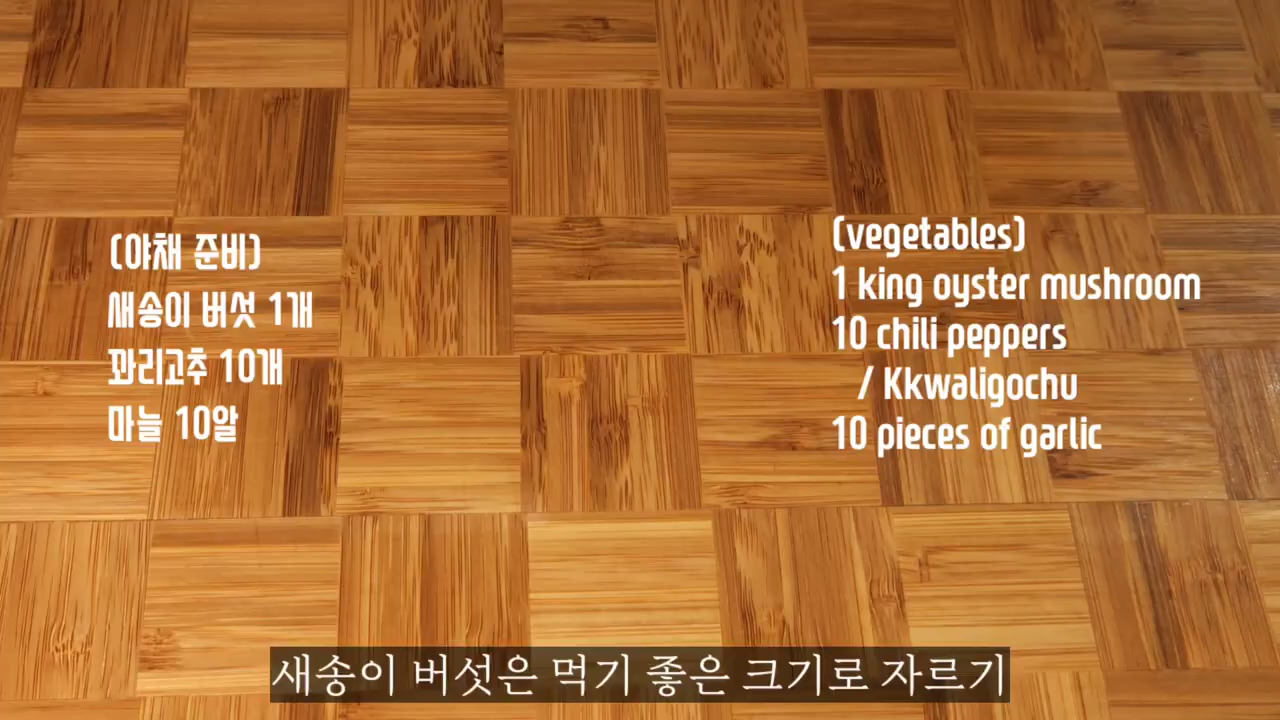 (야채 준비)
새송이 버섯 1개
꽈리고추 10개
마늘 10알
(vegetables)
1 king oyster mushroom
10 chili peppers
/ Kkwaligochu
10 pieces of garlic
새송이 버섯은 먹기 좋은 크기로 자르기